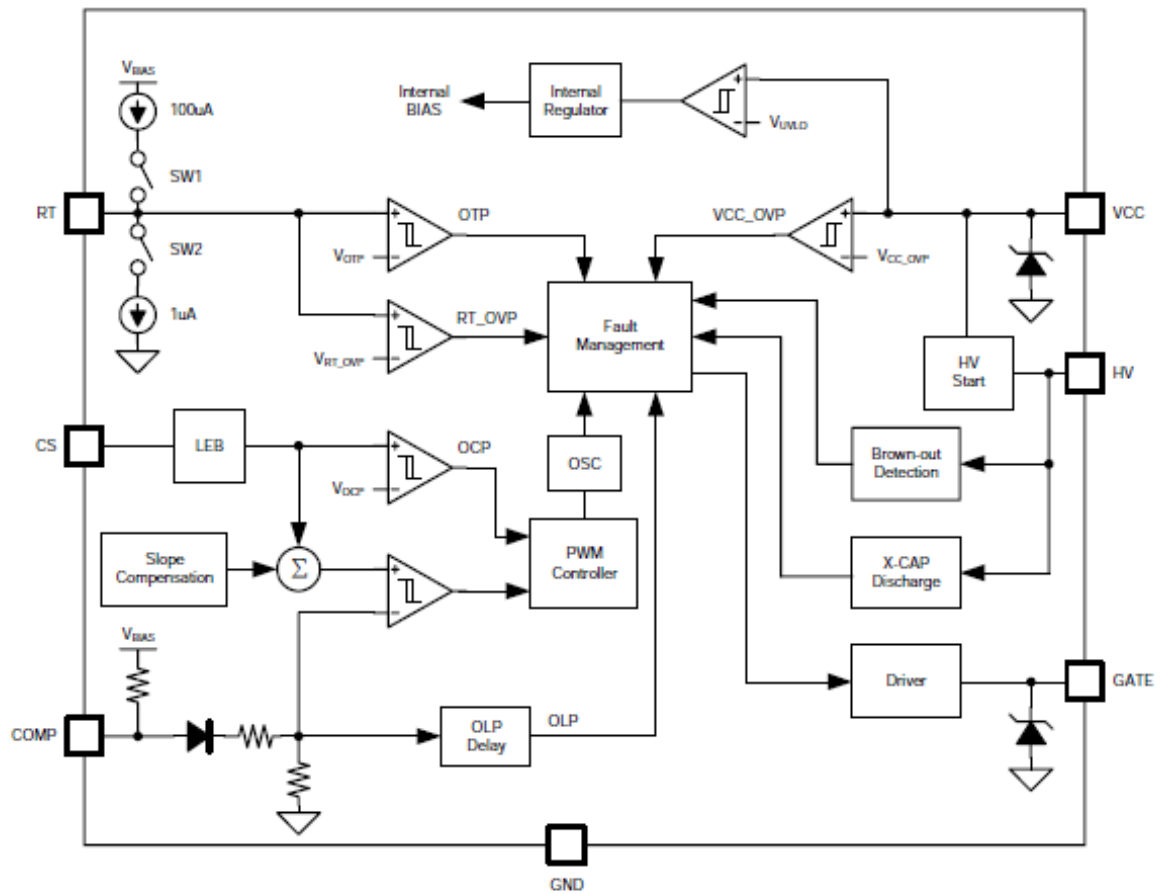 VBIAS
100uA
SW1
RT
SW2
1uA
Internal
BIAS
Internal
Regulator
+
−
VUVLO
OTP
+
−
VOTP
VCC_OVP
+
−
VCC_OVP
VCC
RT_OVP
+
−
VRT_OVP
Fault
Management
HV
Start
HV
CS
LEB
OCP
+
−
VOCP
OSC
Brown-out
Detection
Slope
Compensation
Σ
+
−
PWM
Controller
X-CAP
Discharge
VBIAS
COMP
OLP
Delay
OLP
Driver
GATE
GND